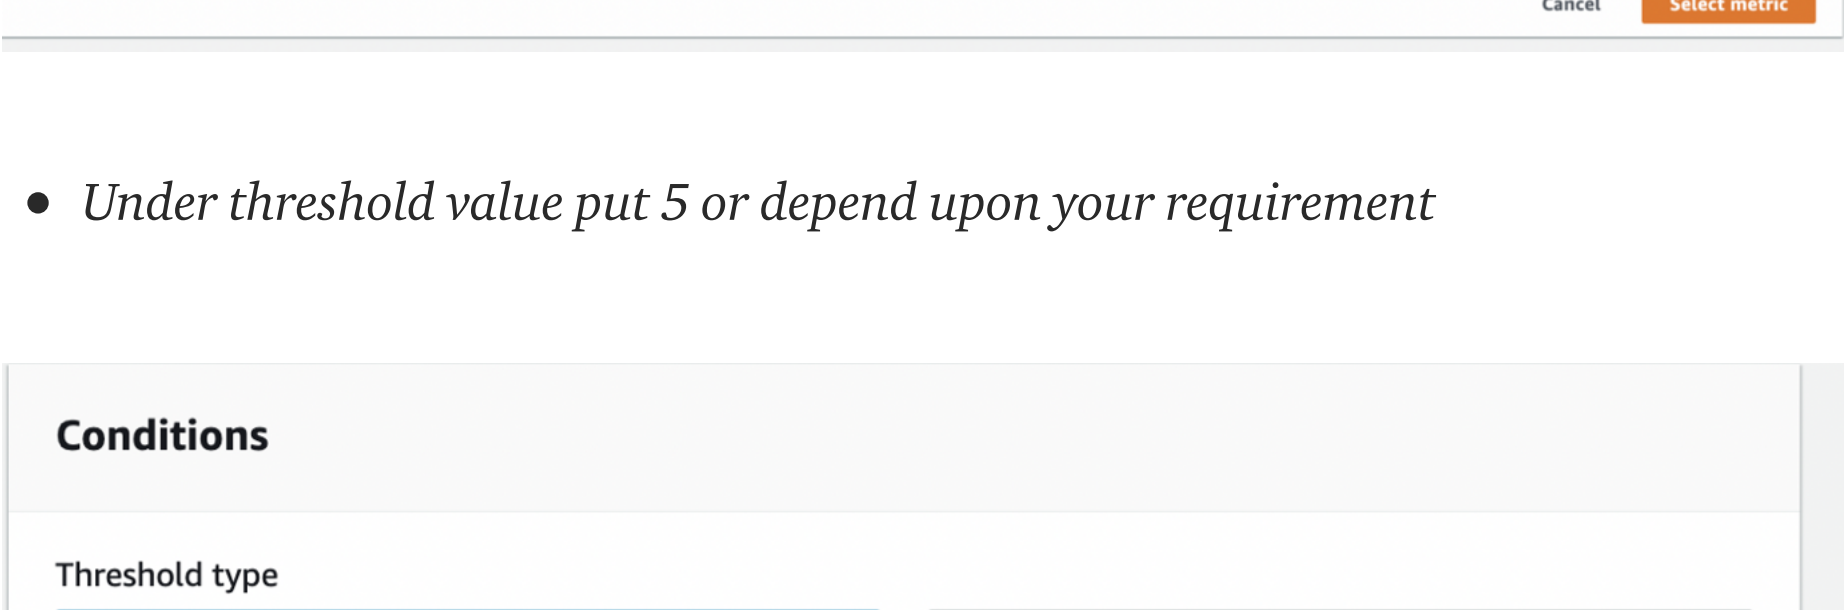 Cancel Select metric
• Under threshold value put 5 or depend upon your requirement
Conditions
Threshold type